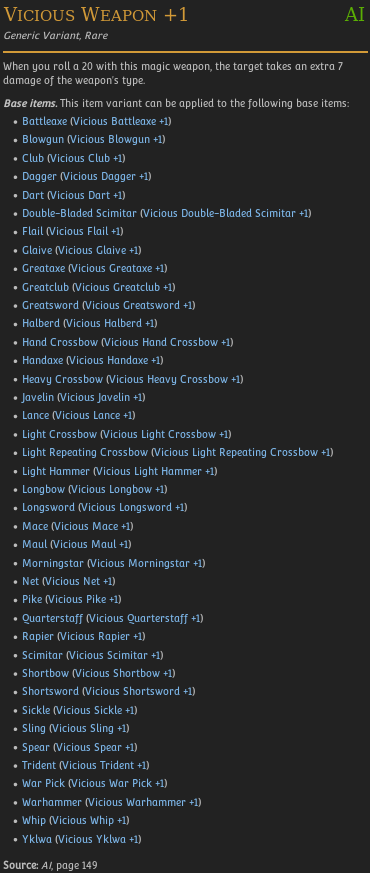 Vicious Weapon +1 AI
Generic Variant, Rare
When you roll a 20 with this magic weapon, the target takes an extra 7
damage of the weapon's type.
Base items. This item variant can be applied to the following base items:
• Battleaxe (Vicious Battleaxe +1)
• Blowgun (Vicious Blowgun +1)
• Club (Vicious Club +1)
• Dagger (Vicious Dagger +1)
• Dart (Vicious Dart +1)
• Double-Bladed Scimitar (Vicious Double-Bladed Scimitar +1)
• Flail (Vicious Flail +1)
• Glaive (Vicious Glaive +1)
• Greataxe (Vicious Greataxe +1)
• Greatclub (Vicious Greatclub +1)
• Greatsword (Vicious Greatsword +1)
• Halberd (Vicious Halberd +1)
• Hand Crossbow (Vicious Hand Crossbow +1)
• Handaxe (Vicious Handaxe +1)
• Heavy Crossbow (Vicious Heavy Crossbow +1)
• Javelin (Vicious Javelin +1)
• Lance (Vicious Lance +1)
• Light Crossbow (Vicious Light Crossbow +1)
• Light Repeating Crossbow (Vicious Light Repeating Crossbow +1)
• Light Hammer (Vicious Light Hammer +1)
• Longbow (Vicious Longbow +1)
• Longsword (Vicious Longsword +1)
• Mace (Vicious Mace +1)
• Maul (Vicious Maul +1)
• Morningstar (Vicious Morningstar +1)
• Net (Vicious Net +1)
• Pike (Vicious Pike +1)
• Quarterstaff (Vicious Quarterstaff +1)
• Rapier (Vicious Rapier +1)
• Scimitar (Vicious Scimitar +1)
• Shortbow (Vicious Shortbow +1)
• Shortsword (Vicious Shortsword +1)
• Sickle (Vicious Sickle +1)
• Sling (Vicious Sling +1)
• Spear (Vicious Spear +1)
• Trident (Vicious Trident +1)
• War Pick (Vicious War Pick +1)
• Warhammer (Vicious Warhammer +1)
• Whip (Vicious Whip +1)
• Yklwa (Vicious Yklwa +1)
Source: AI, page 149